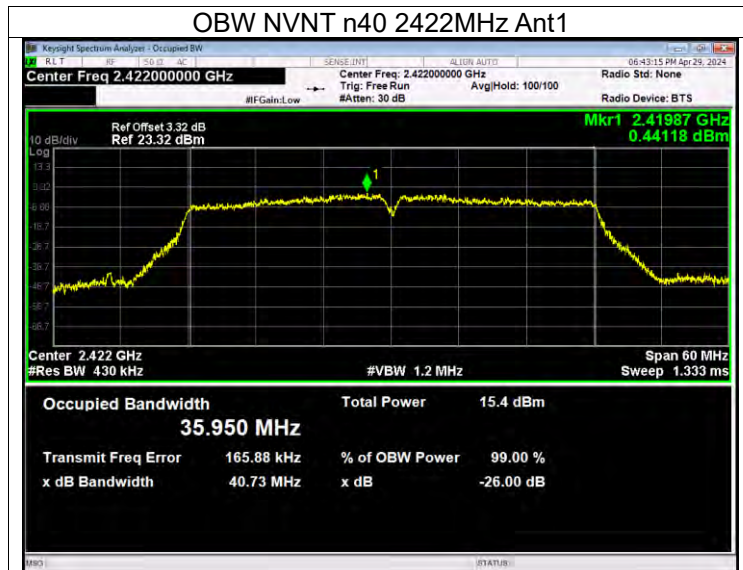 OBW NVNT n40 2422MHz Ant1
Keysight Spectrum Analyzer - Occupied BW
RLT RF 50 Ω AC SENSE:INT ALIGN AUTO 06:43:15 PM Apr 29, 2024
Center Freq 2.422000000 GHz Center Freq: 2.422000000 GHz Radio Std: None
Trig: Free Run Avg|Hold: 100/100
#IFGain:Low #Atten: 30 dB Radio Device: BTS
Mkr1 2.41987 GHz
Ref Offset 3.32 dB
10 dB/div Ref 23.32 dBm 0.44118 dBm
Log
13.3
3.32
1
-6.68
-16.7
-26.7
-36.7
-46.7
-56.7
-66.7
Center 2.422 GHz Span 60 MHz
#Res BW 430 kHz #VBW 1.2 MHz Sweep 1.333 ms
Occupied Bandwidth Total Power 15.4 dBm
35.950 MHz
Transmit Freq Error 165.88 kHz % of OBW Power 99.00 %
x dB Bandwidth 40.73 MHz x dB -26.00 dB
MSG STATUS